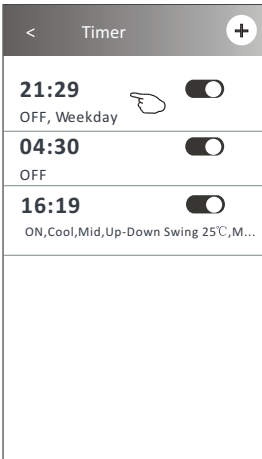 < Timer +
21:29
OFF, Weekday
04:30
OFF
16:19
ON,Cool,Mid,Up-Down Swing 25℃,M...